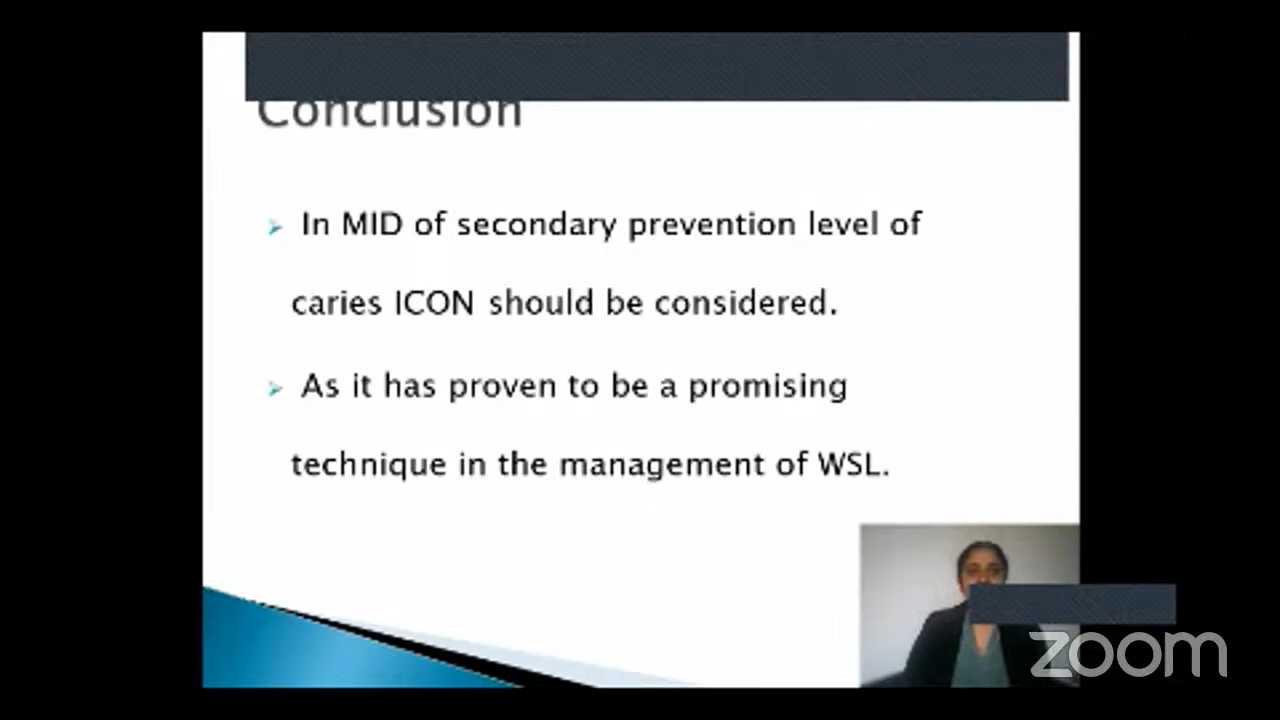 Conclusion
➢ In MID of secondary prevention level of
caries ICON should be considered.
➢ As it has proven to be a promising
technique in the management of WSL.
zoom